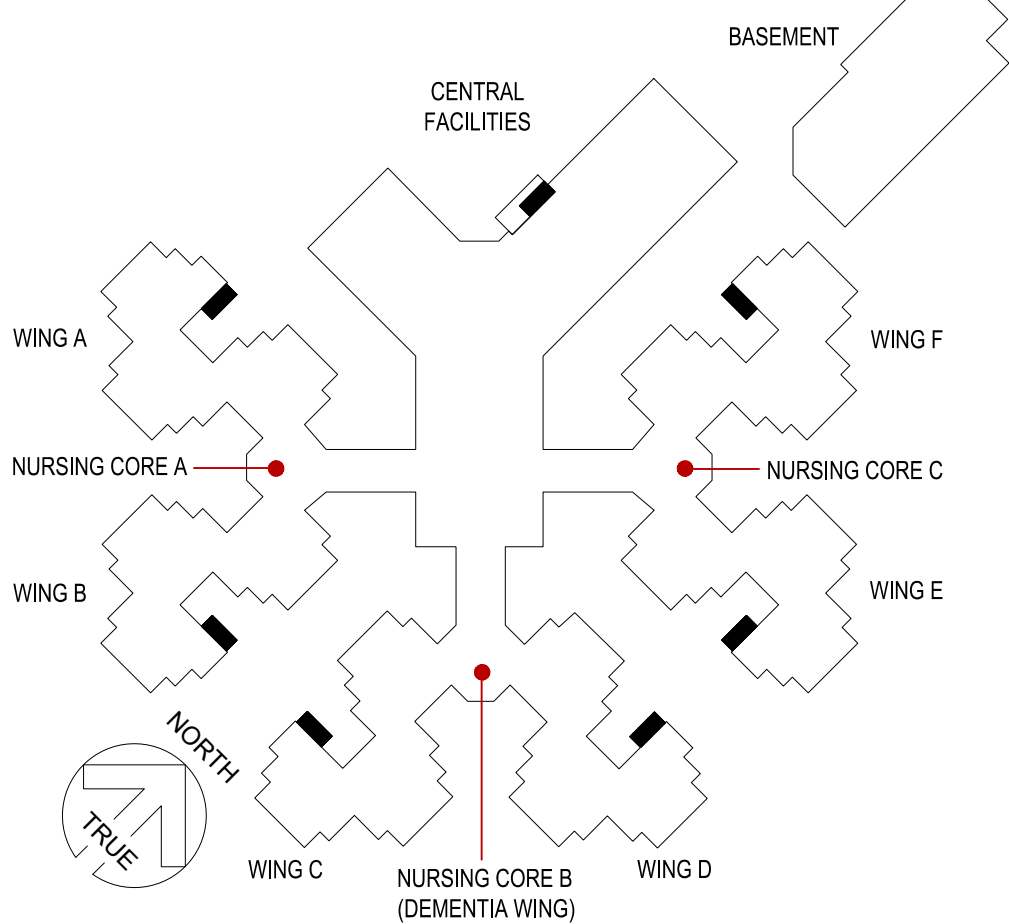 BASEMENT
CENTRAL
FACILITIES
WING A
WING F
NURSING CORE A
NURSING CORE C
WING B
WING E
NORTH
TRUE
WING C
WING D
NURSING CORE B
(DEMENTIA WING)